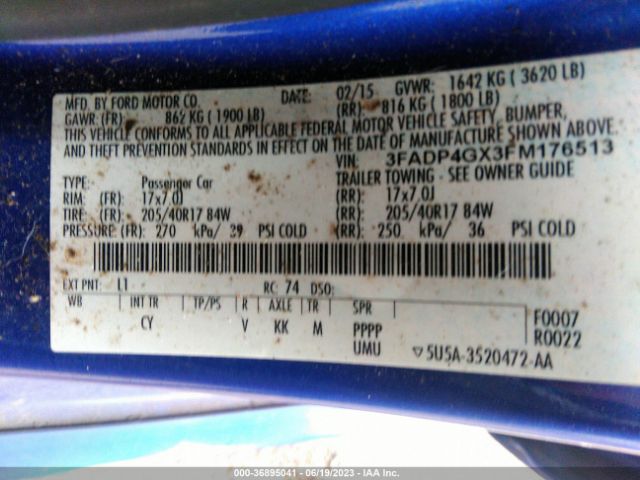 MFD. BY FORD MOTOR CO. DATE: 02/15 GVWR: 1642 KG ( 3620 LB)
GAWR: (FR) 862 KG ( 1900 LB) (RR) 816 KG ( 1800 LB)
THIS VEHICLE CONFORMS TO ALL APPLICABLE FEDERAL MOTOR VEHICLE SAFETY, BUMPER,
AND THEFT PREVENTION STANDARDS IN EFFECT ON THE DATE OF MANUFACTURE SHOWN ABOVE.
VIN: 3FADP4GX3FM176513
TYPE: Passenger Car TRAILER TOWING - SEE OWNER GUIDE
RIM (FR): 17x7.0J (RR): 17x7.0J
TIRE (FR): 205/40R17 84W (RR): 205/40R17 84W
PRESSURE (FR): 270 kPa/ 39 PSI COLD (RR): 250 kPa/ 36 PSI COLD
EXT PNT: L1 RC: 74 DSO:
WB INT TR TP/PS R AXLE TR SPR F0007
CY V KK M PPPP R0022
UMU ▽5U5A-3520472-AA
000-36895041 - 06/19/2023 - IAA Inc.